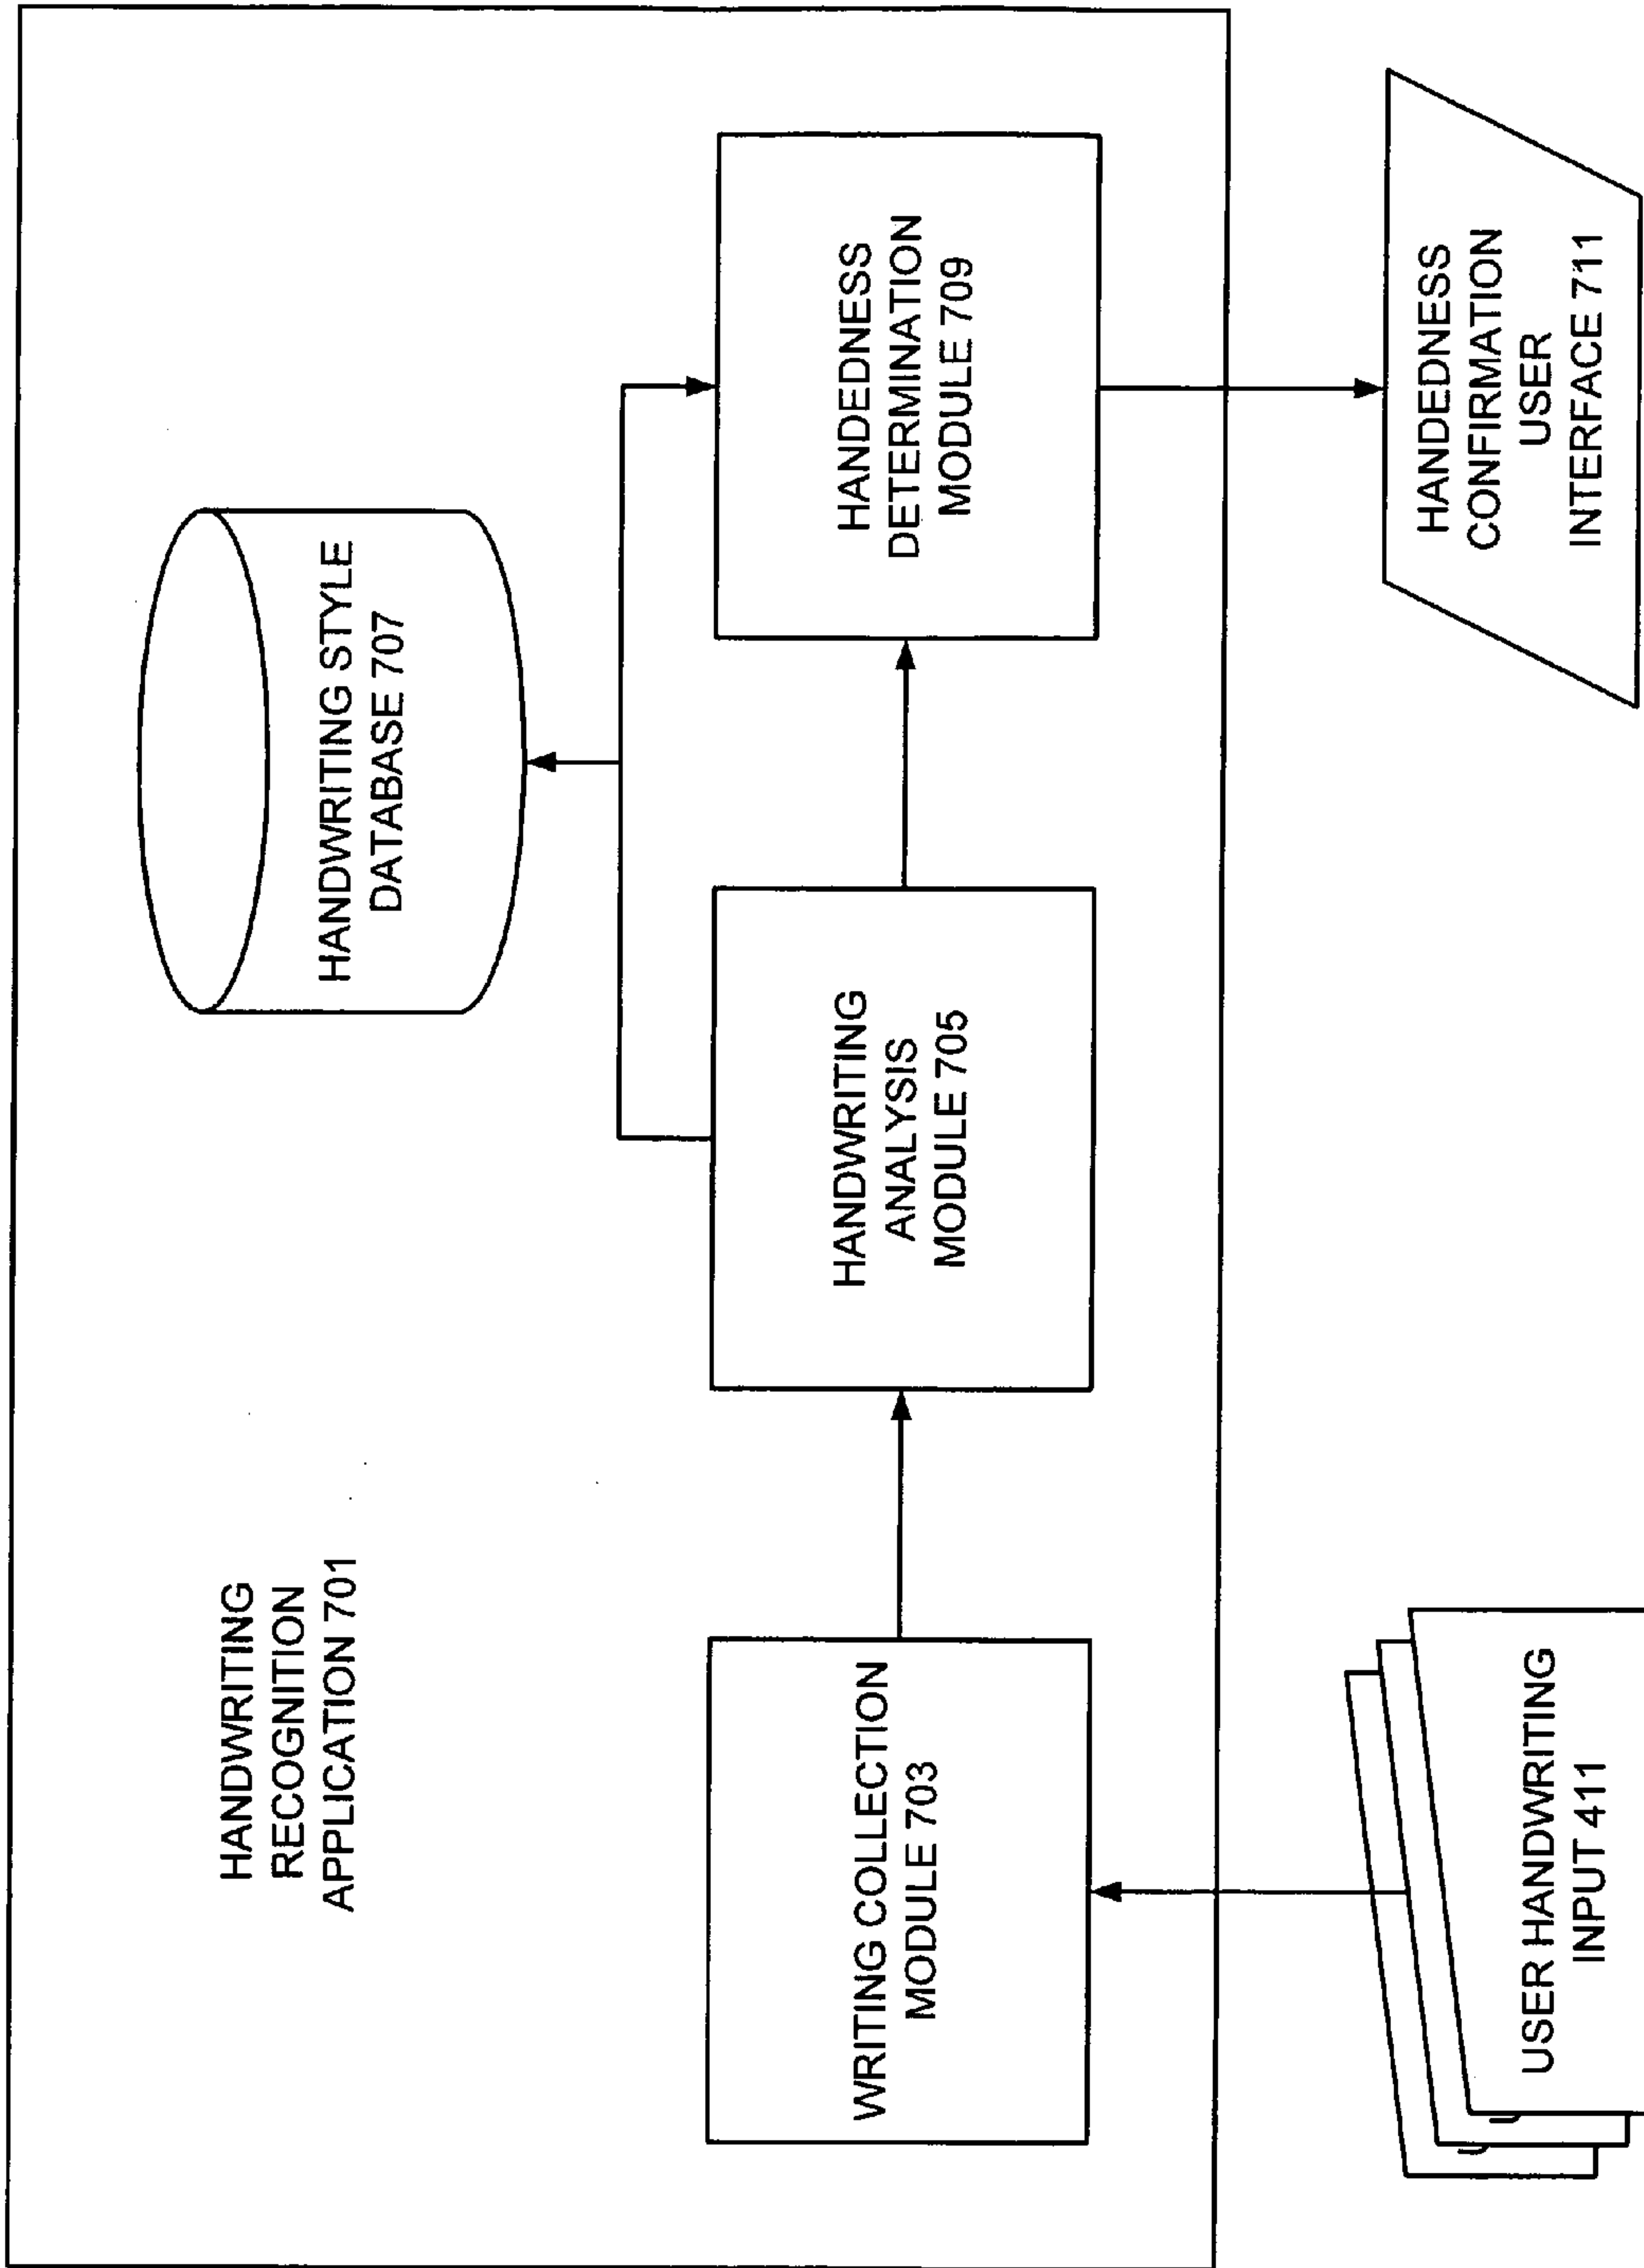 HANDWRITING
RECOGNITION
APPLICATION 701
HANDWRITING STYLE
DATABASE 707
WRITING COLLECTION
MODULE 703
HANDWRITING
ANALYSIS
MODULE 705
HANDEDNESS
DETERMINATION
MODULE 709
USER HANDWRITING
INPUT 411
HANDEDNESS
CONFIRMATION
USER
INTERFACE 711